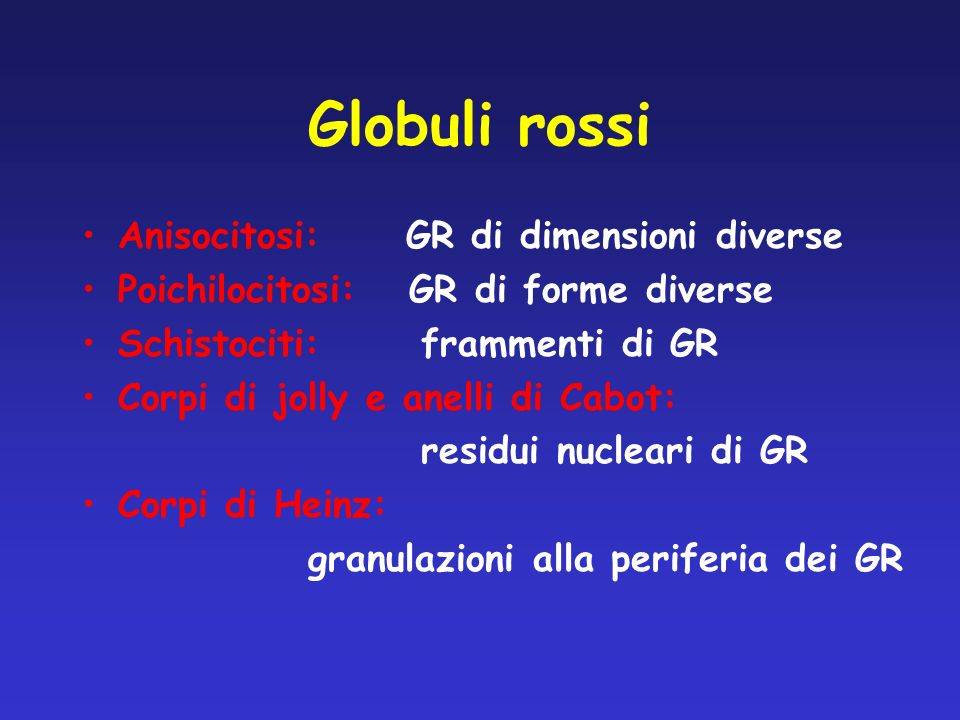 Globuli rossi
• Anisocitosi: GR di dimensioni diverse
• Poichilocitosi: GR di forme diverse
• Schistociti: frammenti di GR
• Corpi di jolly e anelli di Cabot:
residui nucleari di GR
• Corpi di Heinz:
granulazioni alla periferia dei GR